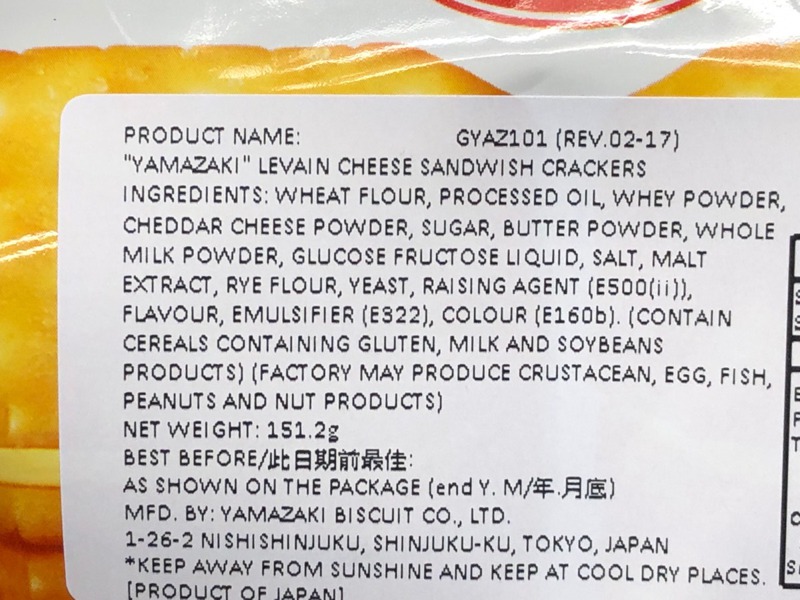 PRODUCT NAME: GYAZ101 (REV.02-17)
"YAMAZAKI" LEVAIN CHEESE SANDWISH CRACKERS
INGREDIENTS: WHEAT FLOUR, PROCESSED OIL, WHEY POWDER,
CHEDDAR CHEESE POWDER, SUGAR, BUTTER POWDER, WHOLE
MILK POWDER, GLUCOSE FRUCTOSE LIQUID, SALT, MALT
EXTRACT, RYE FLOUR, YEAST, RAISING AGENT (E500(ii)),
FLAVOUR, EMULSIFIER (E322), COLOUR (E160b). (CONTAIN
CEREALS CONTAINING GLUTEN, MILK AND SOYBEANS
PRODUCTS) (FACTORY MAY PRODUCE CRUSTACEAN, EGG, FISH,
PEANUTS AND NUT PRODUCTS)
NET WEIGHT: 151.2g
BEST BEFORE/此日期前最佳:
AS SHOWN ON THE PACKAGE (end Y. M/年.月底)
MFD. BY: YAMAZAKI BISCUIT CO., LTD.
1-26-2 NISHISHINJUKU, SHINJUKU-KU, TOKYO, JAPAN
*KEEP AWAY FROM SUNSHINE AND KEEP AT COOL DRY PLACES.
[PRODUCT OF JAPAN]